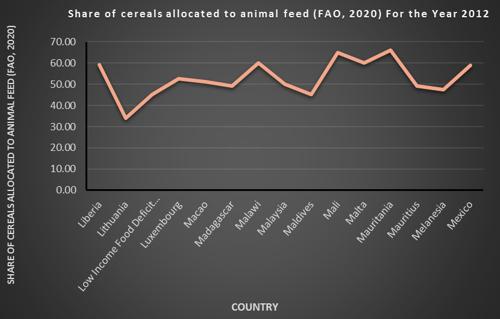 Share of cereals allocated to animal feed (FAO, 2020) For the Year 2012
SHARE OF CEREALS ALLOCATED TO ANIMAL FEED (FAO, 2020)
70.00
60.00
50.00
40.00
30.00
20.00
10.00
0.00
Liberia
Lithuania
Low Income Food Deficit...
Luxembourg
Macao
Madagascar
Malawi
Malaysia
Maldives
Mali
Malta
Mauritania
Mauritius
Melanesia
Mexico
COUNTRY